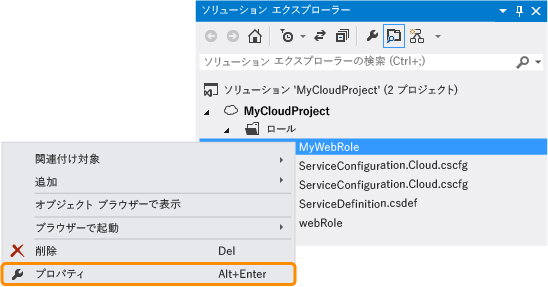 ソリューション エクスプローラー
ソリューション エクスプローラーの検索 (Ctrl+;)
ソリューション 'MyCloudProject' (2 プロジェクト)
MyCloudProject
ロール
MyWebRole
ServiceConfiguration.Cloud.cscfg
ServiceConfiguration.Cloud.cscfg
ServiceDefinition.csdef
webRole
関連付け対象
追加
オブジェクト ブラウザーで表示
ブラウザーで起動
削除 Del
プロパティ Alt+Enter